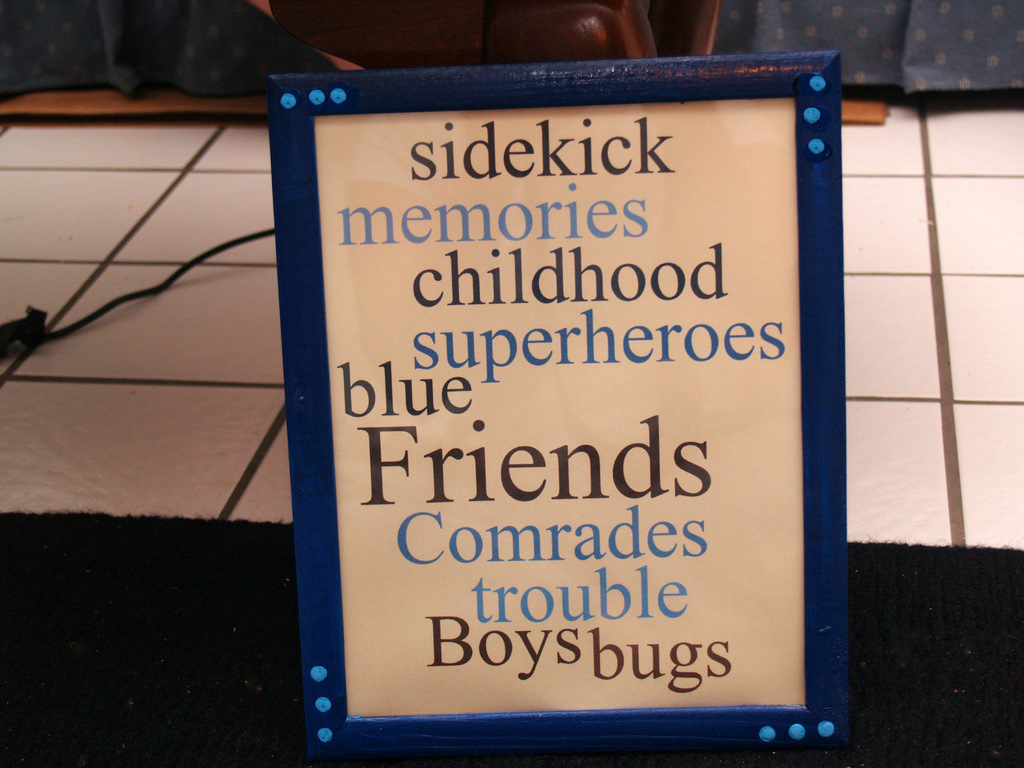 sidekick
memories
childhood
superheroes
blue
Friends
Comrades
trouble
Boys bugs